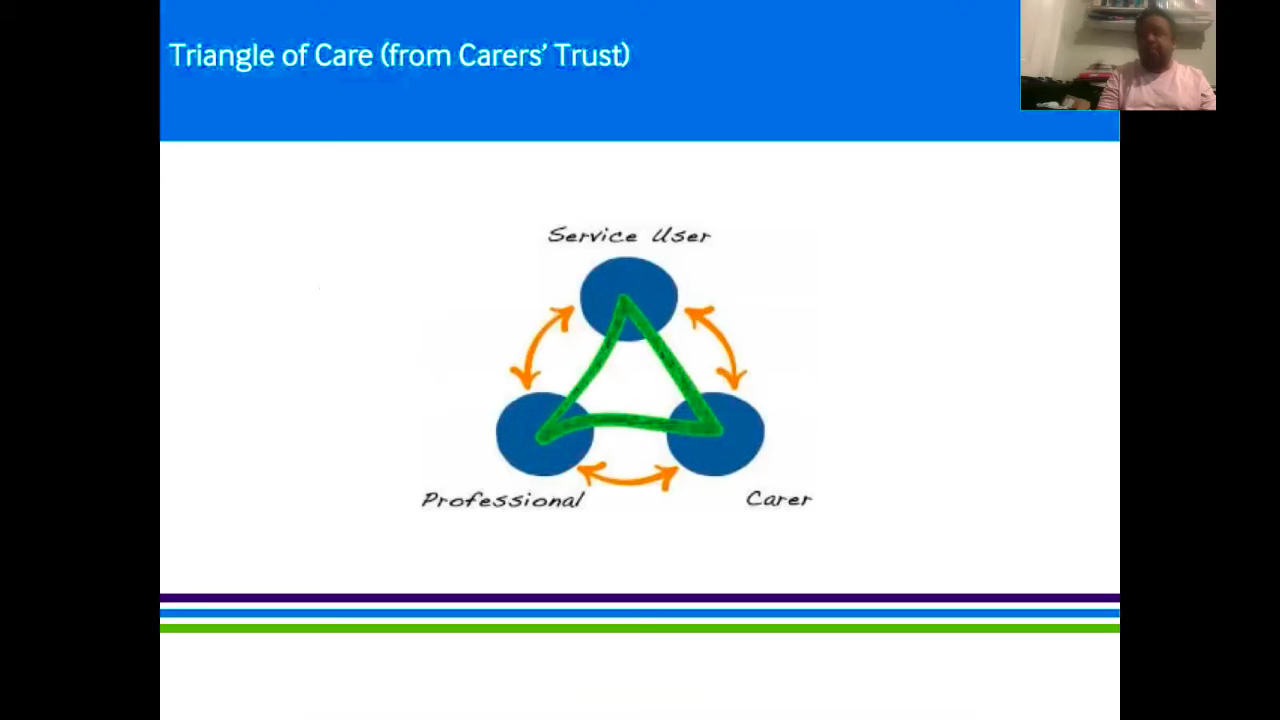 Triangle of Care (from Carers' Trust)
Service User
Professional
Carer